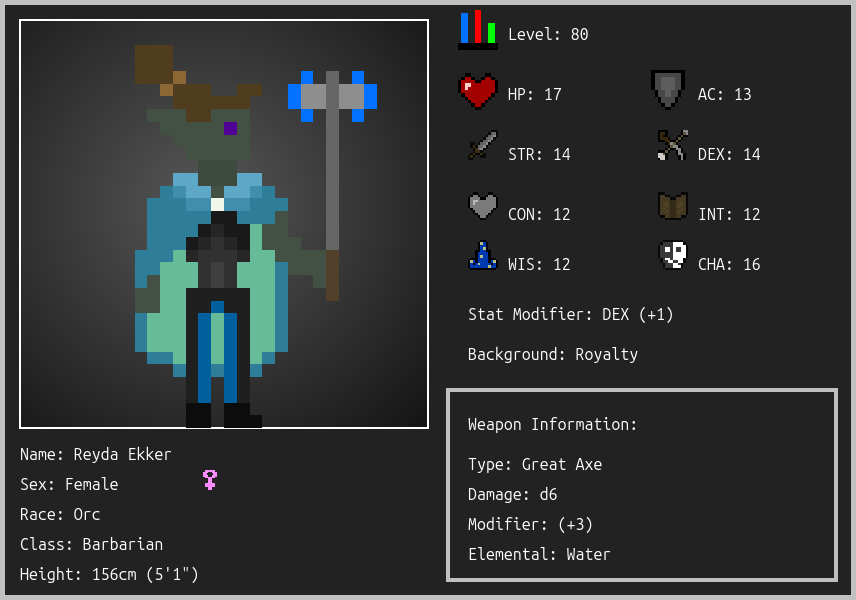 Level: 80
HP: 17
AC: 13
STR: 14
DEX: 14
CON: 12
INT: 12
WIS: 12
CHA: 16
Stat Modifier: DEX (+1)
Background: Royalty
Weapon Information:
Type: Great Axe
Damage: d6
Modifier: (+3)
Elemental: Water
Name: Reyda Ekker
Sex: Female
Race: Orc
Class: Barbarian
Height: 156cm (5'1")